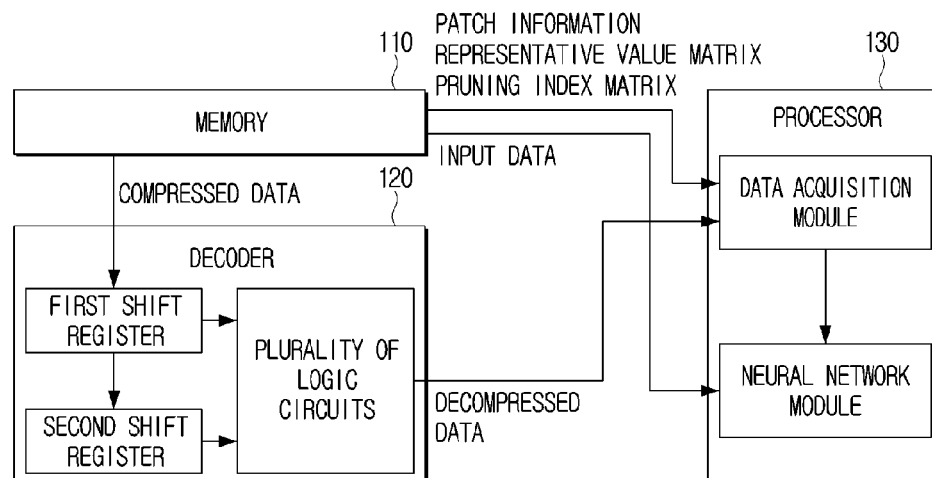 PATCH INFORMATION
REPRESENTATIVE VALUE MATRIX
PRUNING INDEX MATRIX
110
130
MEMORY
PROCESSOR
INPUT DATA
COMPRESSED DATA
120
DATA ACQUISITION
MODULE
DECODER
FIRST SHIFT
REGISTER
PLURALITY OF
LOGIC
CIRCUITS
SECOND SHIFT
REGISTER
DECOMPRESSED
DATA
NEURAL NETWORK
MODULE